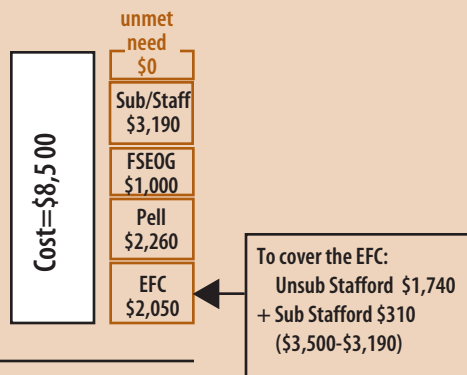 unmet
need
$0
Cost=$8,5 00
Sub/Staff
$3,190
FSEOG
$1,000
Pell
$2,260
EFC
$2,050
To cover the EFC:
Unsub Stafford $1,740
+ Sub Stafford $310
($3,500-$3,190)